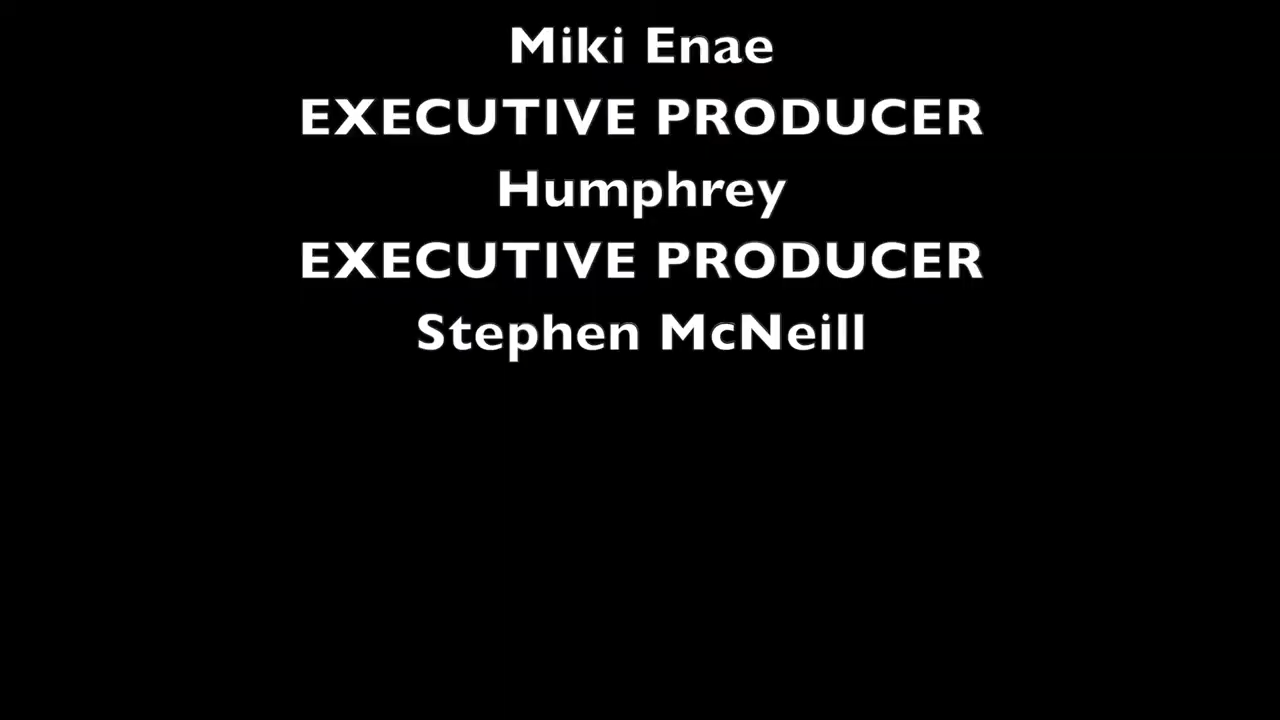 Miki Enae
EXECUTIVE PRODUCER
Humphrey
EXECUTIVE PRODUCER
Stephen McNeill